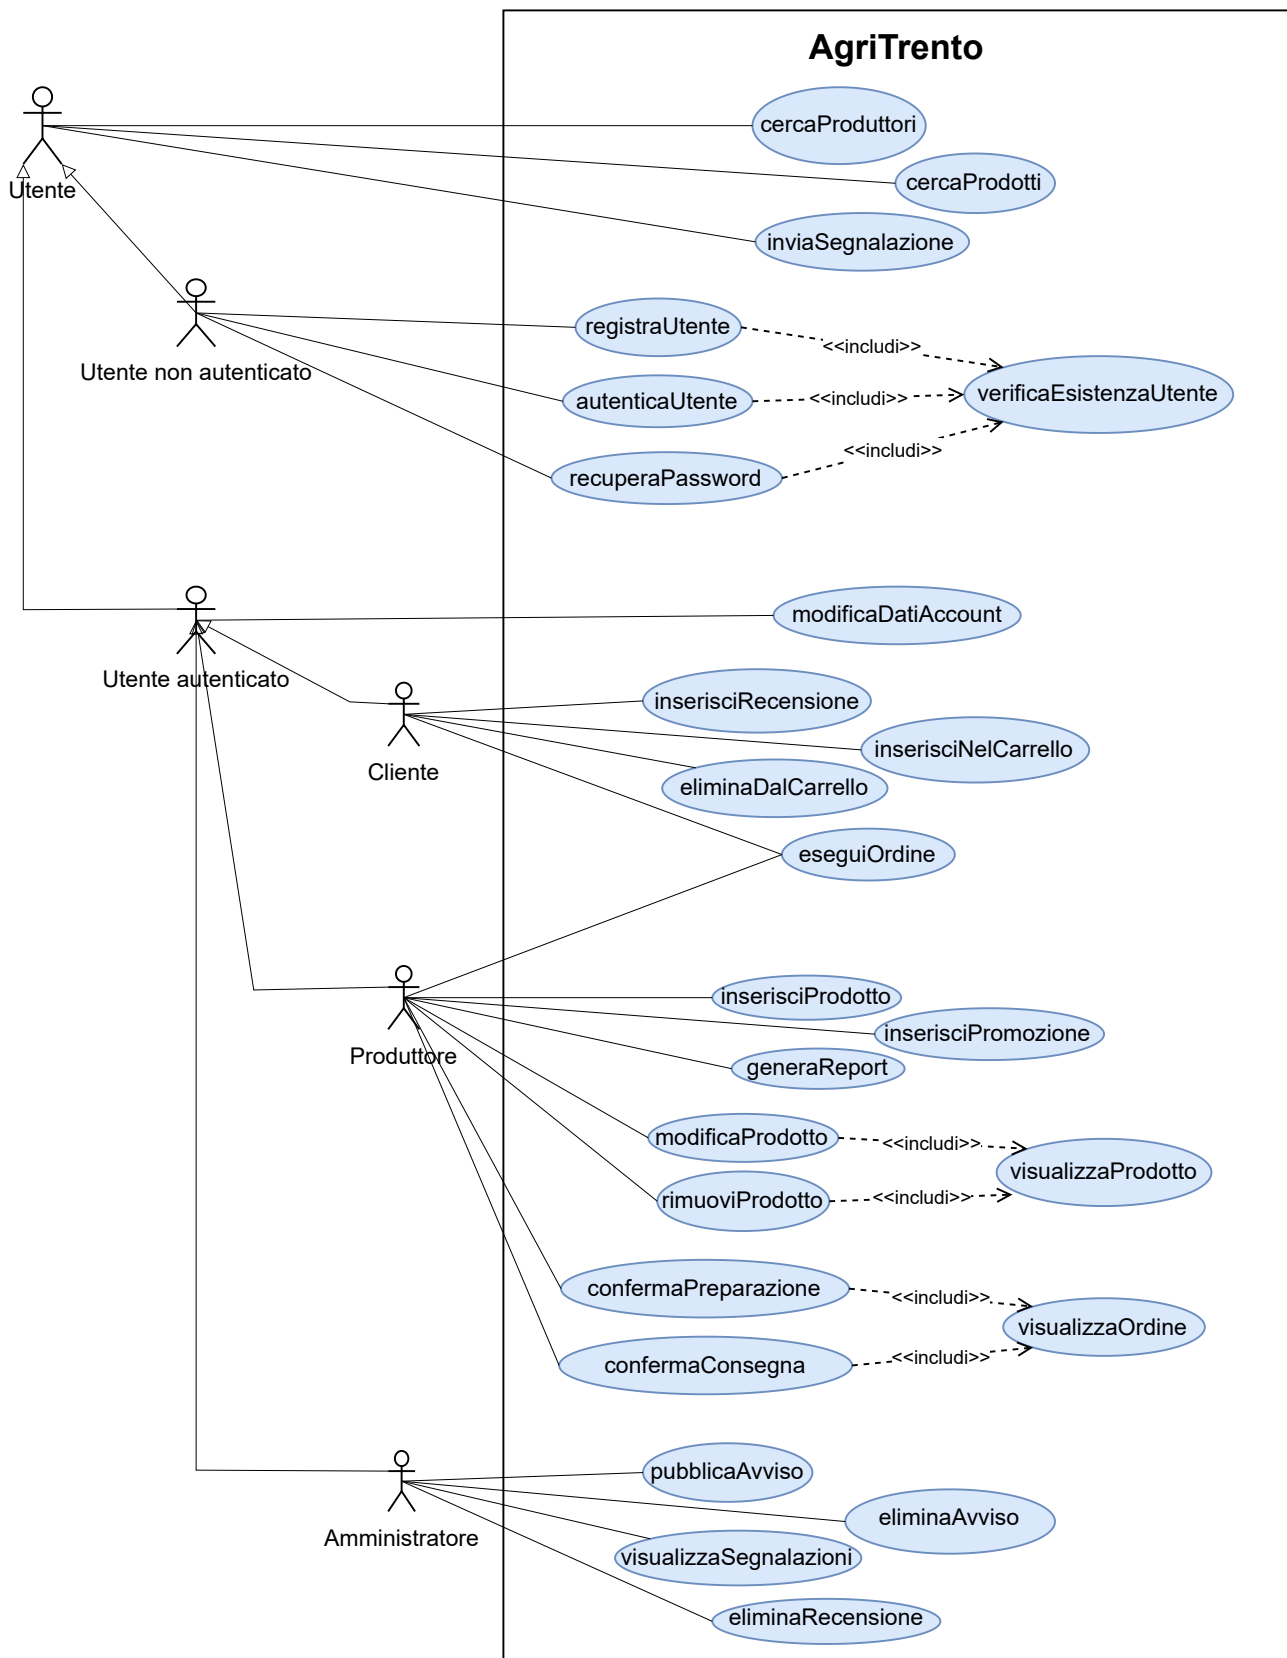 AgriTrento
cercaProduttori
cercaProdotti
Utente
inviaSegnalazione
registraUtente
<<includi>>
Utente non autenticato
autenticaUtente
<<includi>>
verificaEsistenzaUtente
recuperaPassword
<<includi>>
modificaDatiAccount
Utente autenticato
inserisciRecensione
inserisciNelCarrello
Cliente
eliminaDalCarrello
eseguiOrdine
inserisciProdotto
inserisciPromozione
Produttore
generaReport
modificaProdotto
<<includi>>
visualizzaProdotto
rimuoviProdotto
<<includi>>
confermaPreparazione
<<includi>>
visualizzaOrdine
confermaConsegna
<<includi>>
pubblicaAvviso
eliminaAvviso
Amministratore
visualizzaSegnalazioni
eliminaRecensione